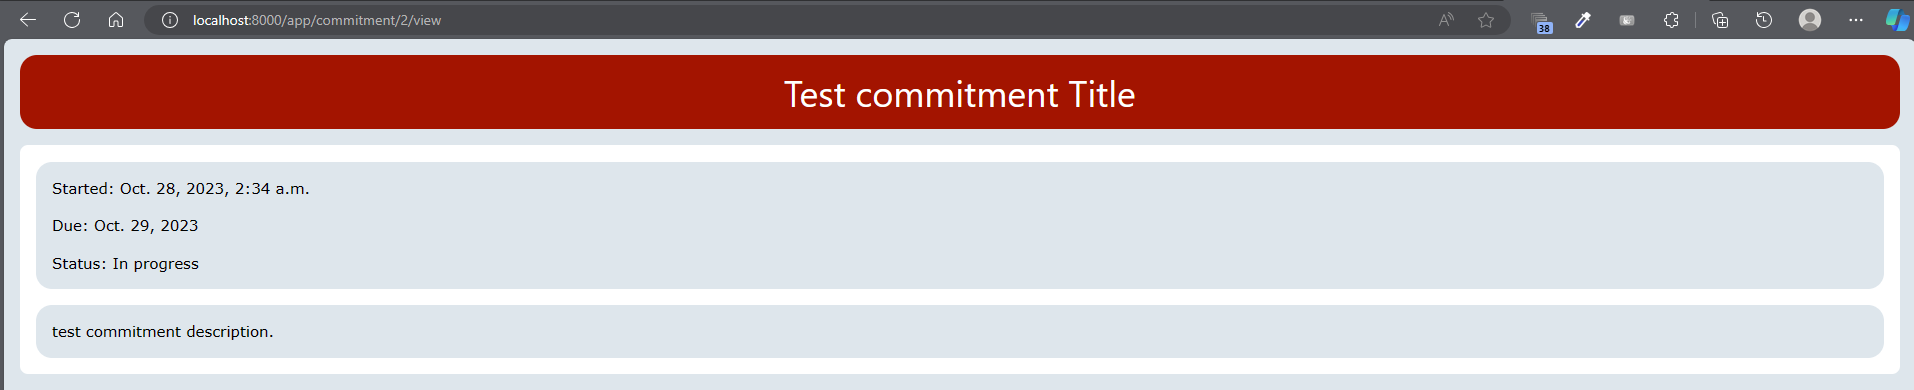 localhost:8000/app/commitment/2/view
38
Test commitment Title
Started: Oct. 28, 2023, 2:34 a.m.
Due: Oct. 29, 2023
Status: In progress
test commitment description.